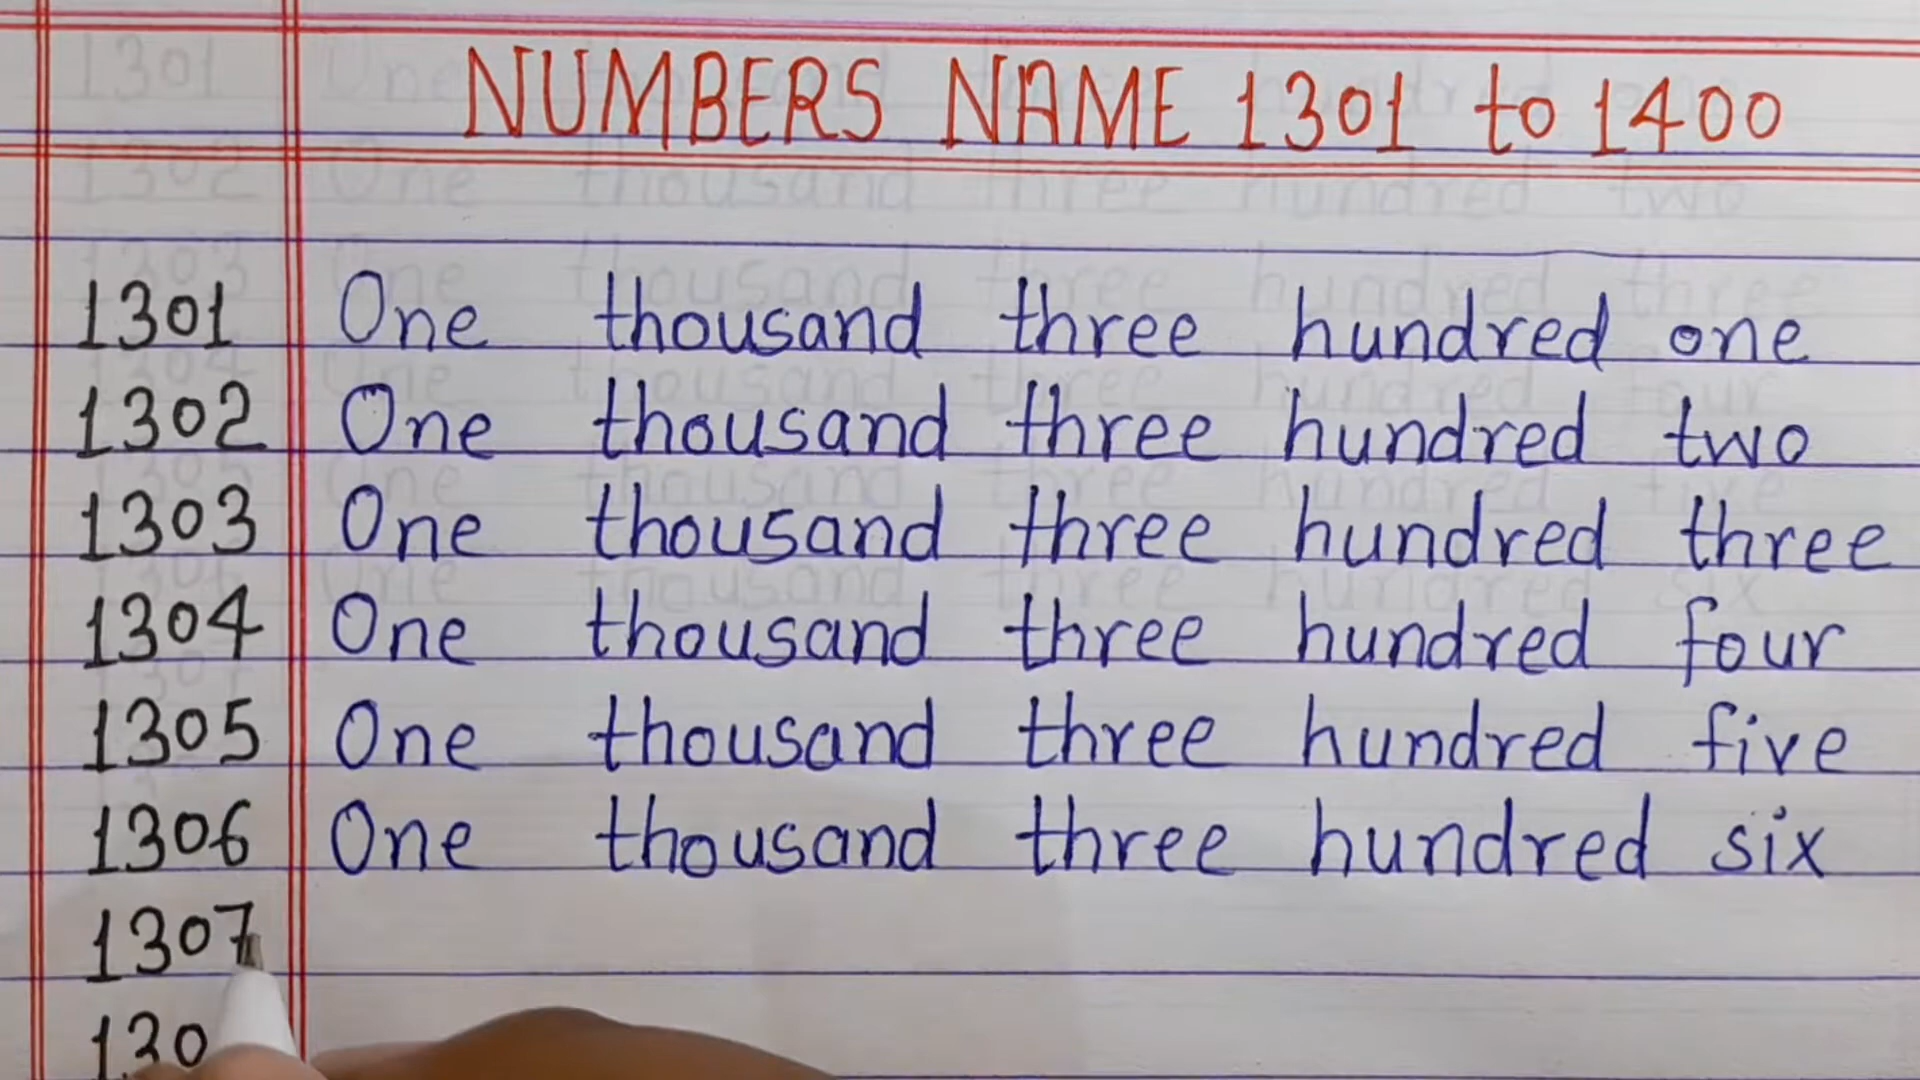 NUMBERS NAME 1301 to 1400
1301 One thousand three hundred one
1302 One thousand three hundred two
1303 One thousand three hundred three
1304 One thousand three hundred four
1305 One thousand three hundred five
1306 One thousand three hundred six
1307
130